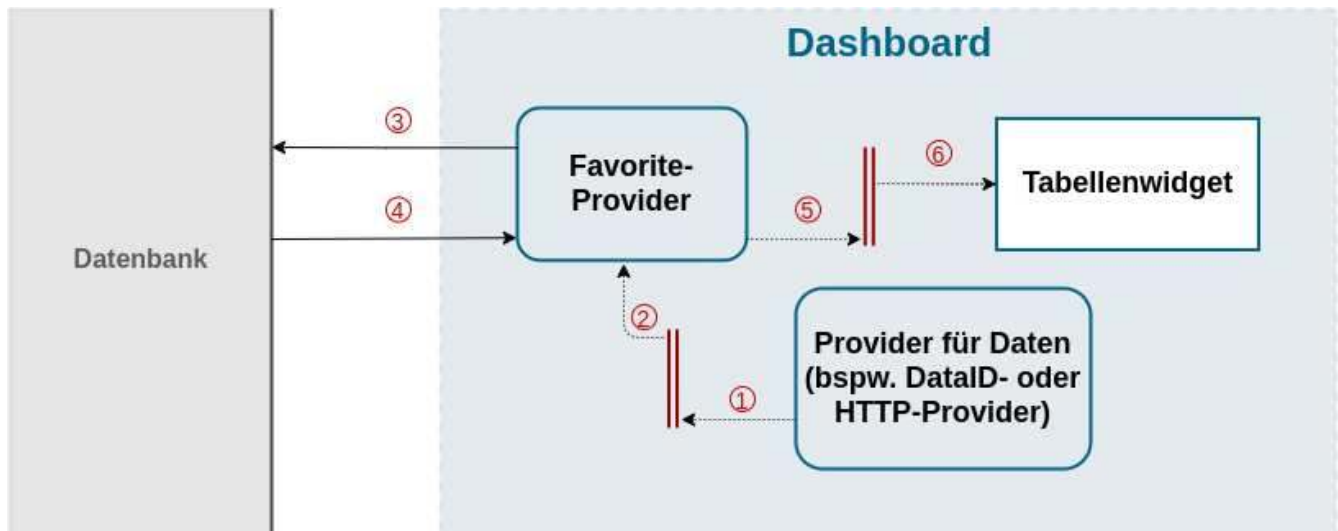 Dashboard
③
Favorite-
Provider
⑥
Tabellenwidget
④
⑤
Datenbank
②
Provider für Daten
(bspw. DataID- oder
HTTP-Provider)
①